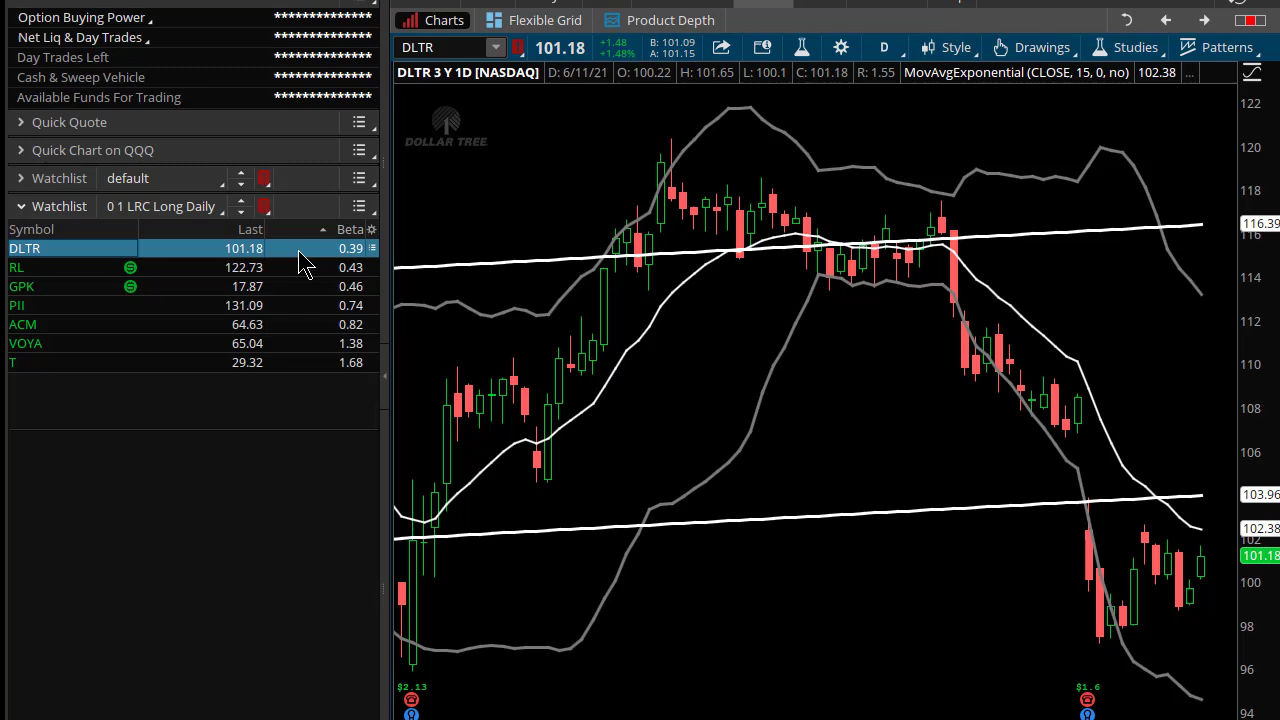 Option Buying Power **************
Net Liq & Day Trades **************
Day Trades Left **************
Cash & Sweep Vehicle **************
Available Funds For Trading **************
Quick Quote
Quick Chart on QQQ
Watchlist default
Watchlist 0 1 LRC Long Daily
Symbol Last Beta
DLTR 101.18 0.39
RL 122.73 0.43
GPK 17.87 0.46
PII 131.09 0.74
ACM 64.63 0.82
VOYA 65.04 1.38
T 29.32 1.68
Charts Flexible Grid Product Depth
DLTR 101.18 +1.48 +1.48% B: 101.09 A: 101.15 D Style Drawings Studies Patterns
DLTR 3 Y 1D [NASDAQ] D: 6/11/21 O: 100.22 H: 101.65 L: 100.1 C: 101.18 R: 1.55 MovAvgExponential (CLOSE, 15, 0, no) 102.38 ...
DOLLAR TREE
122
120
118
116.39
116
114
112
110
108
106
103.96
102.38
102
101.18
100
98
96
94
$2.13
$1.6